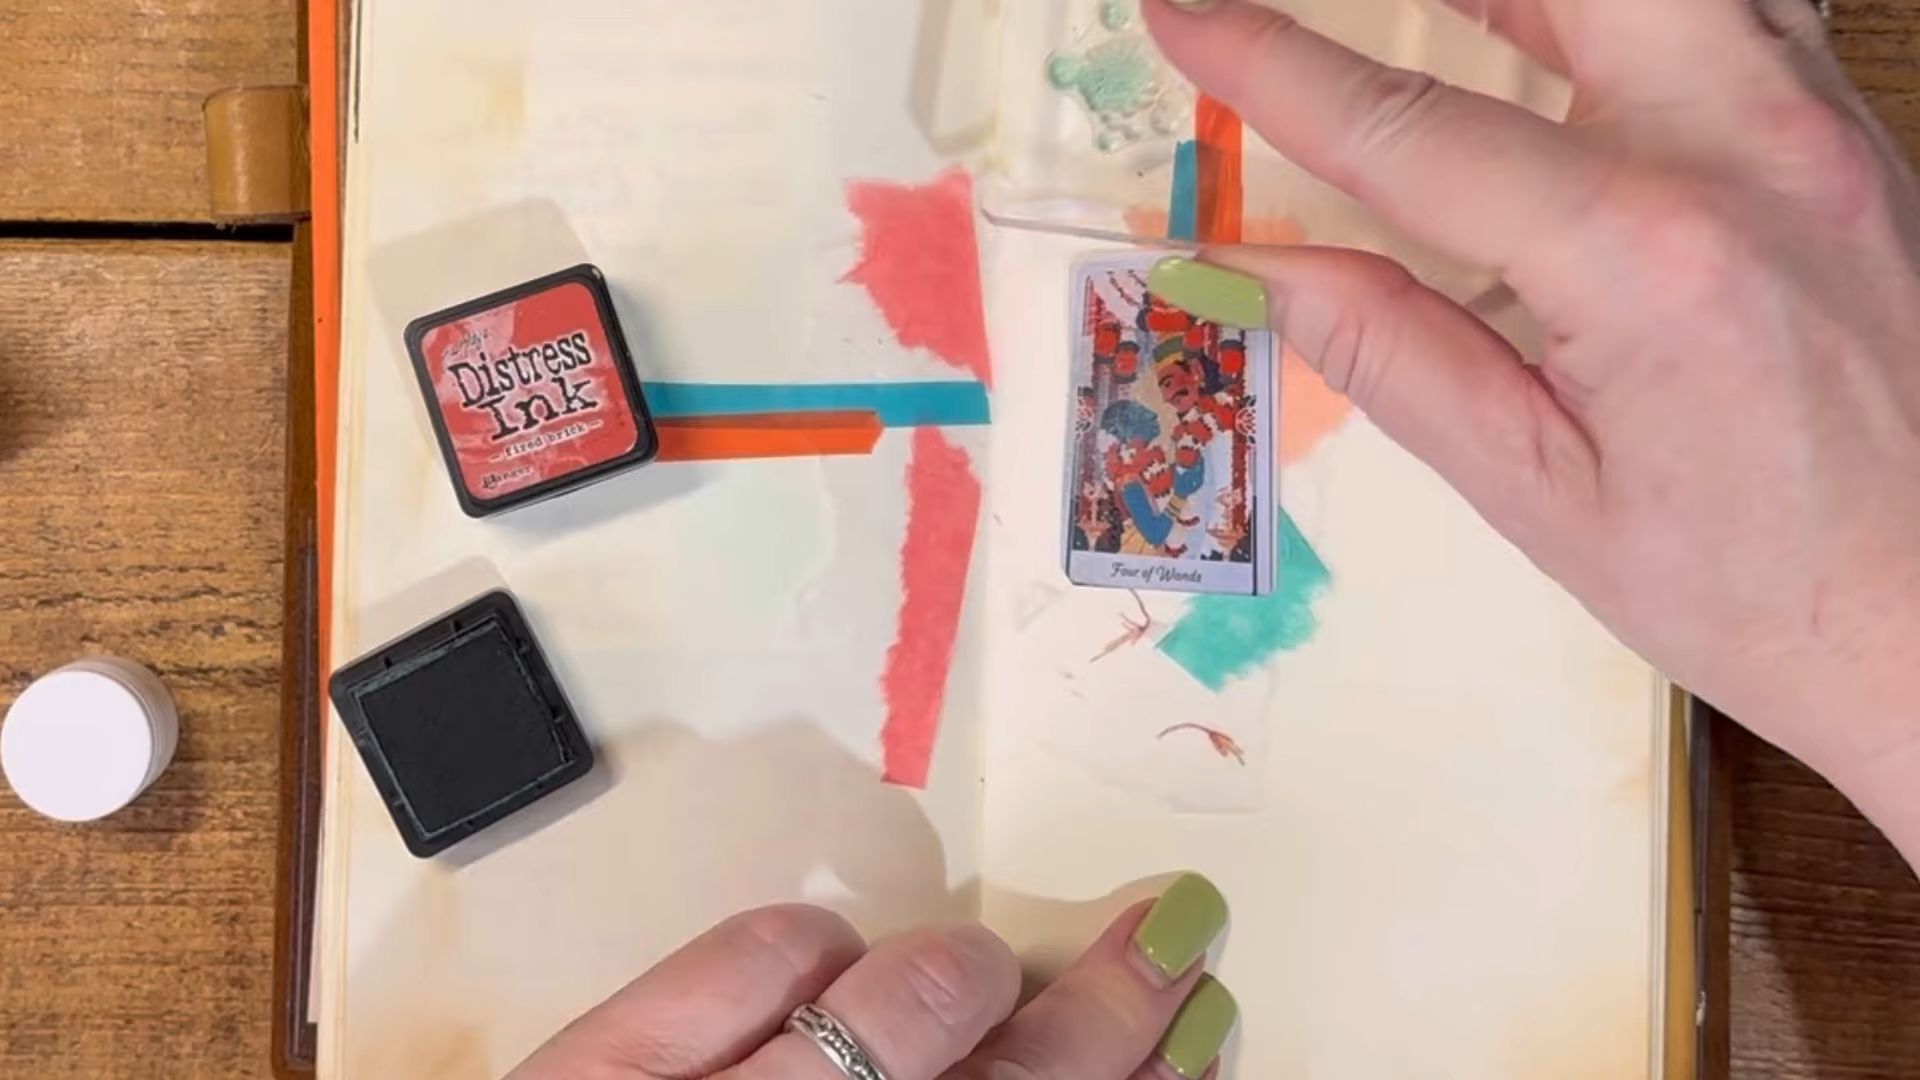 Distress
Ink
- fired brick -
Ranger
Four of Wands